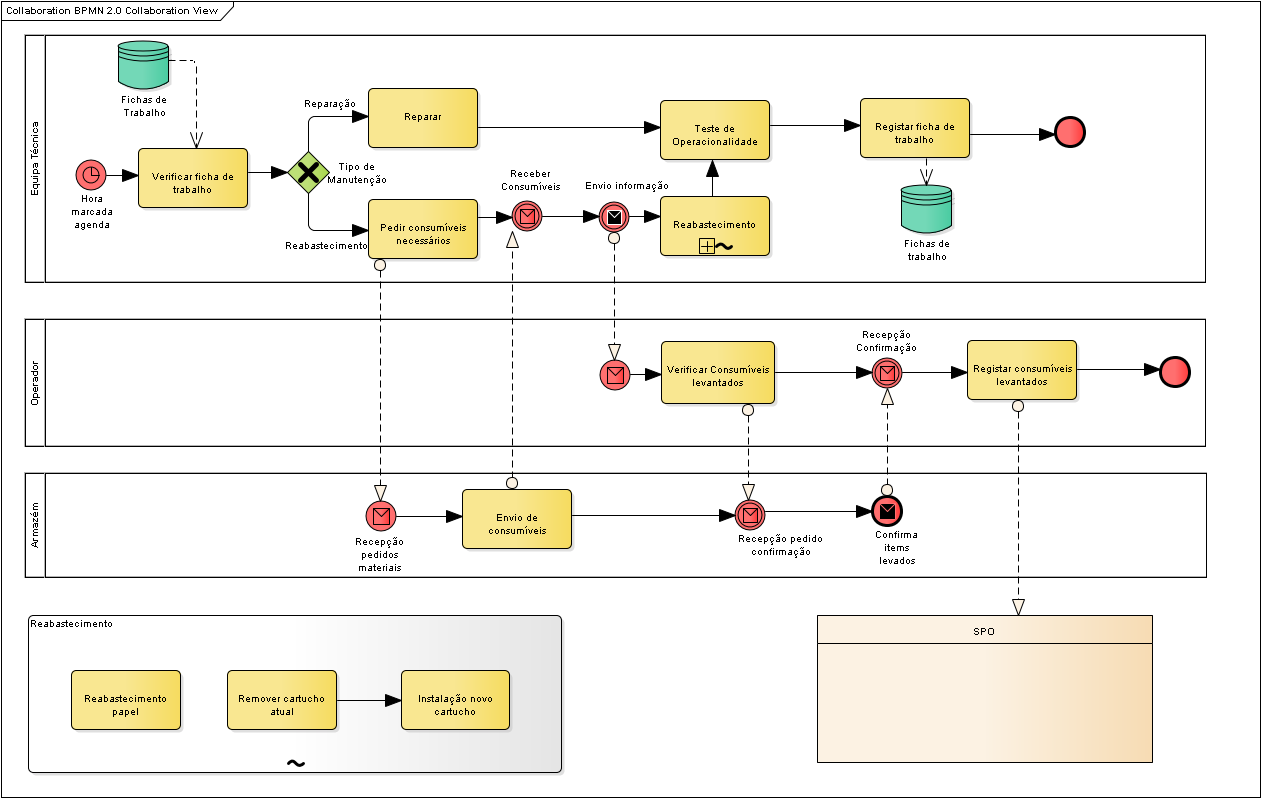 Collaboration BPMN 2.0 Collaboration View
Equipa Técnica
Fichas de
Trabalho
Hora
marcada
agenda
Verificar ficha de
trabalho
Reparação
Tipo de
Manutenção
Reabastecimento
Reparar
Pedir consumíveis
necessários
Receber
Consumíveis
Envio informação
Teste de
Operacionalidade
Reabastecimento
Registar ficha de
trabalho
Fichas de
trabalho
Operador
Verificar Consumíveis
levantados
Recepção
Confirmação
Registar consumíveis
levantados
Armazém
Recepção
pedidos
materiais
Envio de
consumíveis
Recepção pedido
confirmação
Confirma
items
levados
Reabastecimento
Reabastecimento
papel
Remover cartucho
atual
Instalação novo
cartucho
SPO